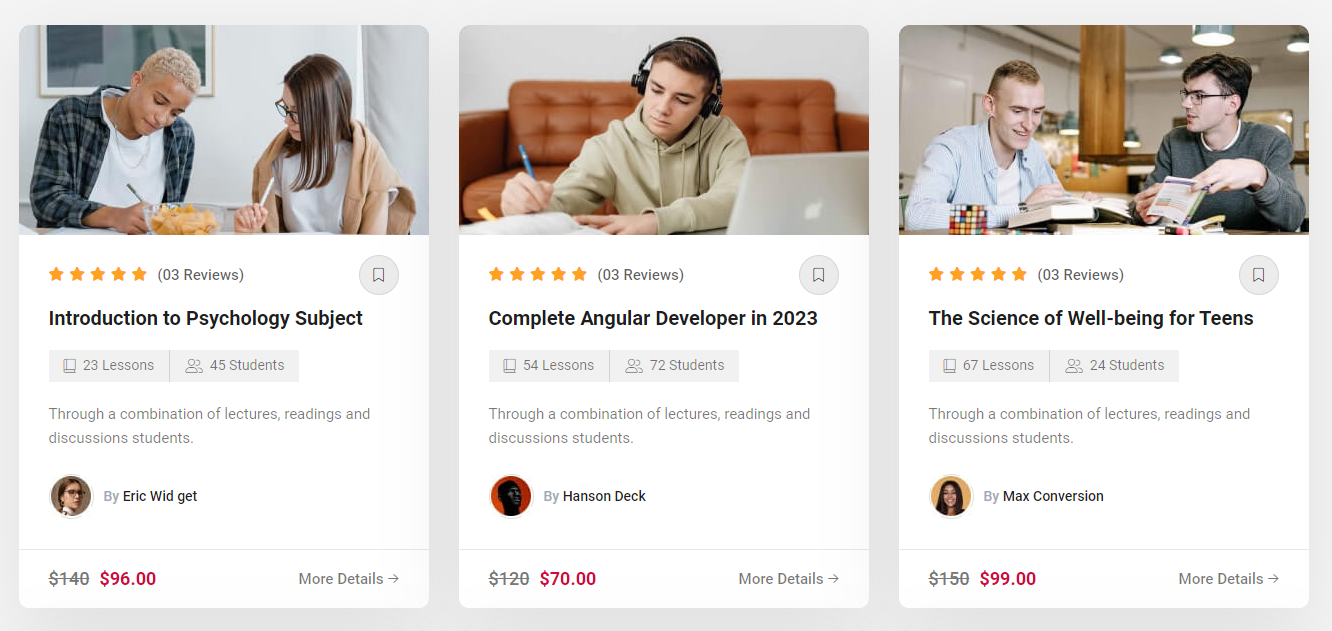 (03 Reviews)
Introduction to Psychology Subject
23 Lessons 45 Students
Through a combination of lectures, readings and
discussions students.
By Eric Wid get
$140 $96.00 More Details →
(03 Reviews)
Complete Angular Developer in 2023
54 Lessons 72 Students
Through a combination of lectures, readings and
discussions students.
By Hanson Deck
$120 $70.00 More Details →
(03 Reviews)
The Science of Well-being for Teens
67 Lessons 24 Students
Through a combination of lectures, readings and
discussions students.
By Max Conversion
$150 $99.00 More Details →